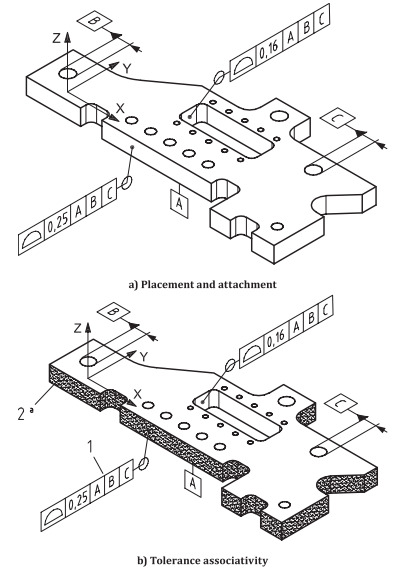 B
Z
Y
X
0,16 A B C
C
0,25 A B C
A
a) Placement and attachment
B
Z
Y
X
0,16 A B C
C
2 a
1
0,25 A B C
A
b) Tolerance associativity